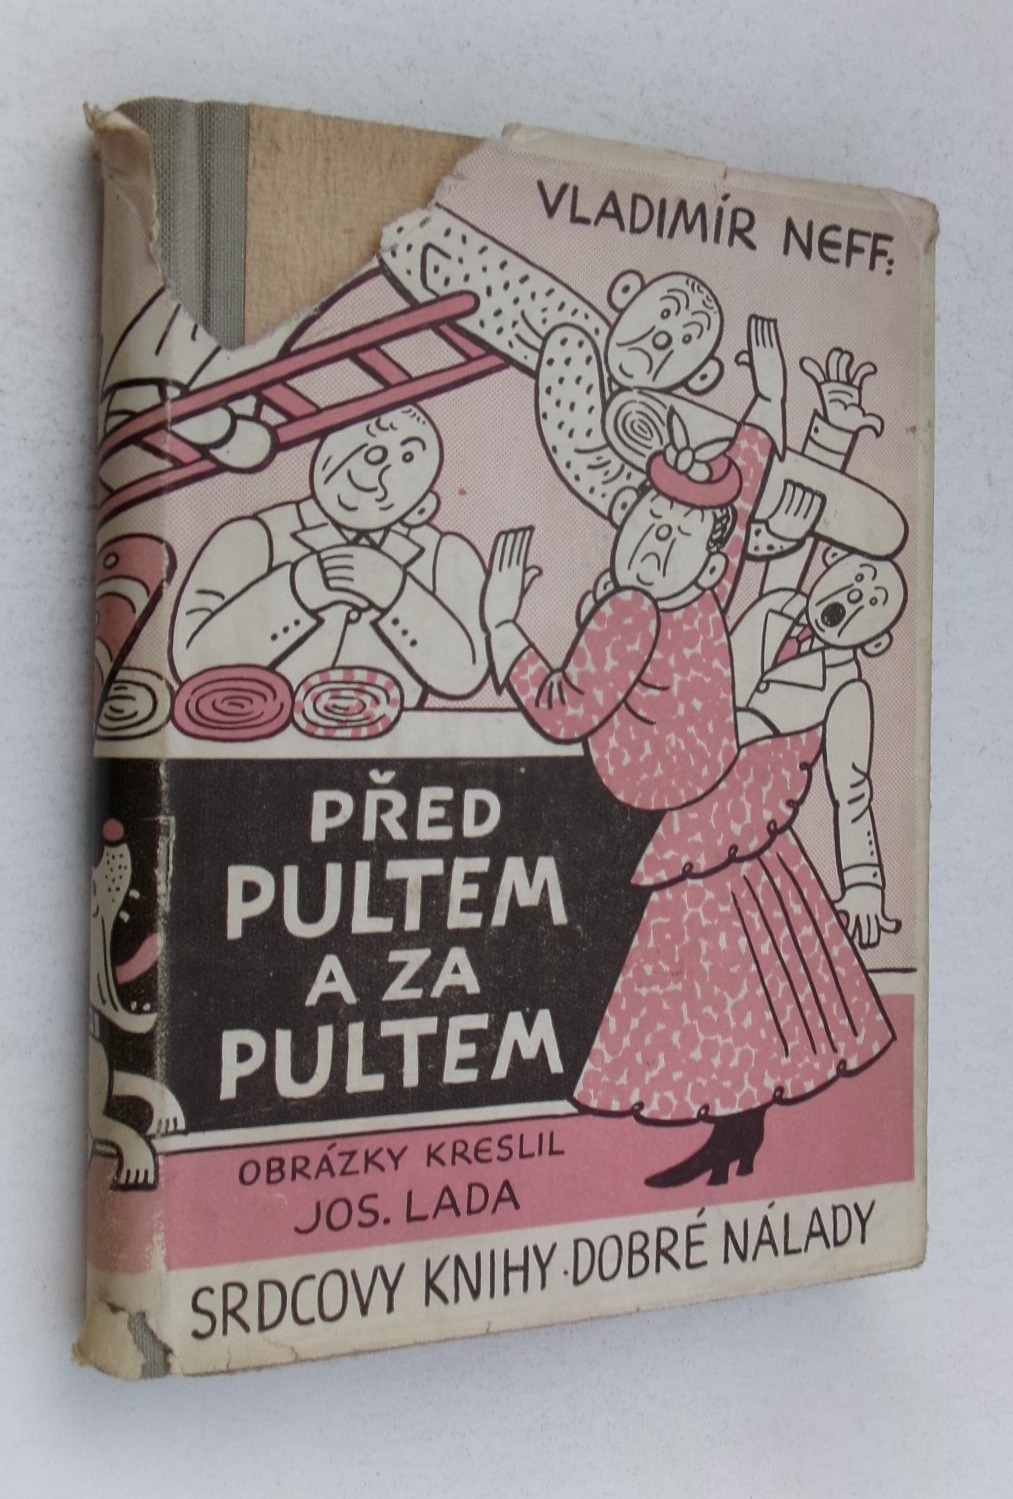 VLADIMÍR NEFF:
PŘED
PULTEM
A ZA
PULTEM
OBRÁZKY KRESLIL
JOS. LADA
SRDCOVY KNIHY·DOBRÉ NÁLADY